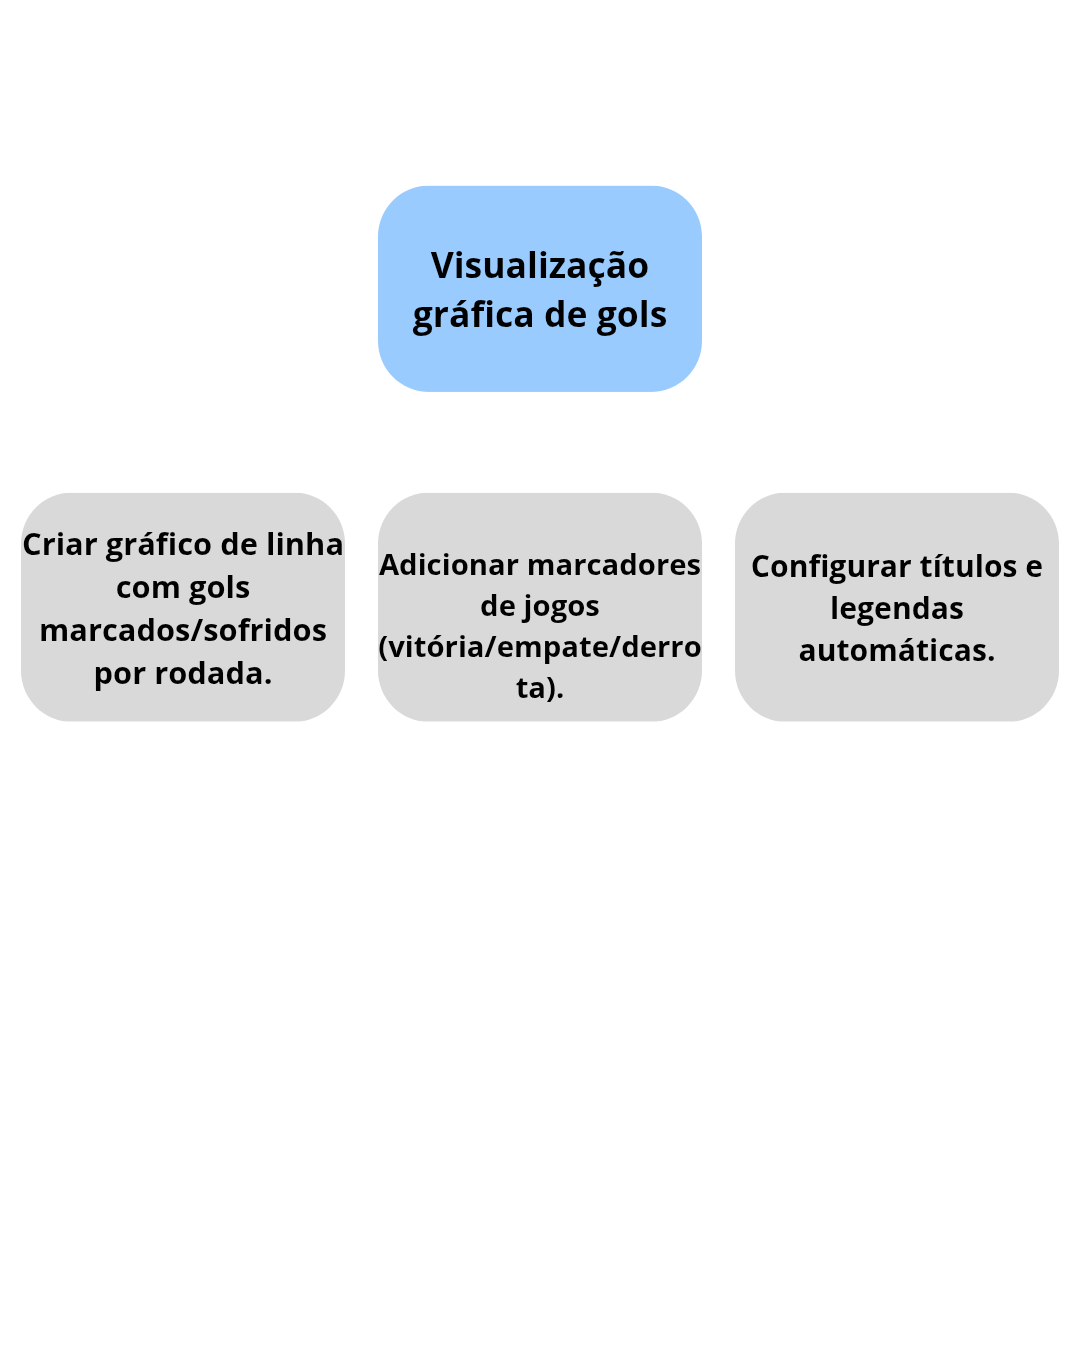 Visualização
gráfica de gols
Criar gráfico de linha
com gols
marcados/sofridos
por rodada.
Adicionar marcadores
de jogos
(vitória/empate/derro
ta).
Configurar títulos e
legendas
automáticas.